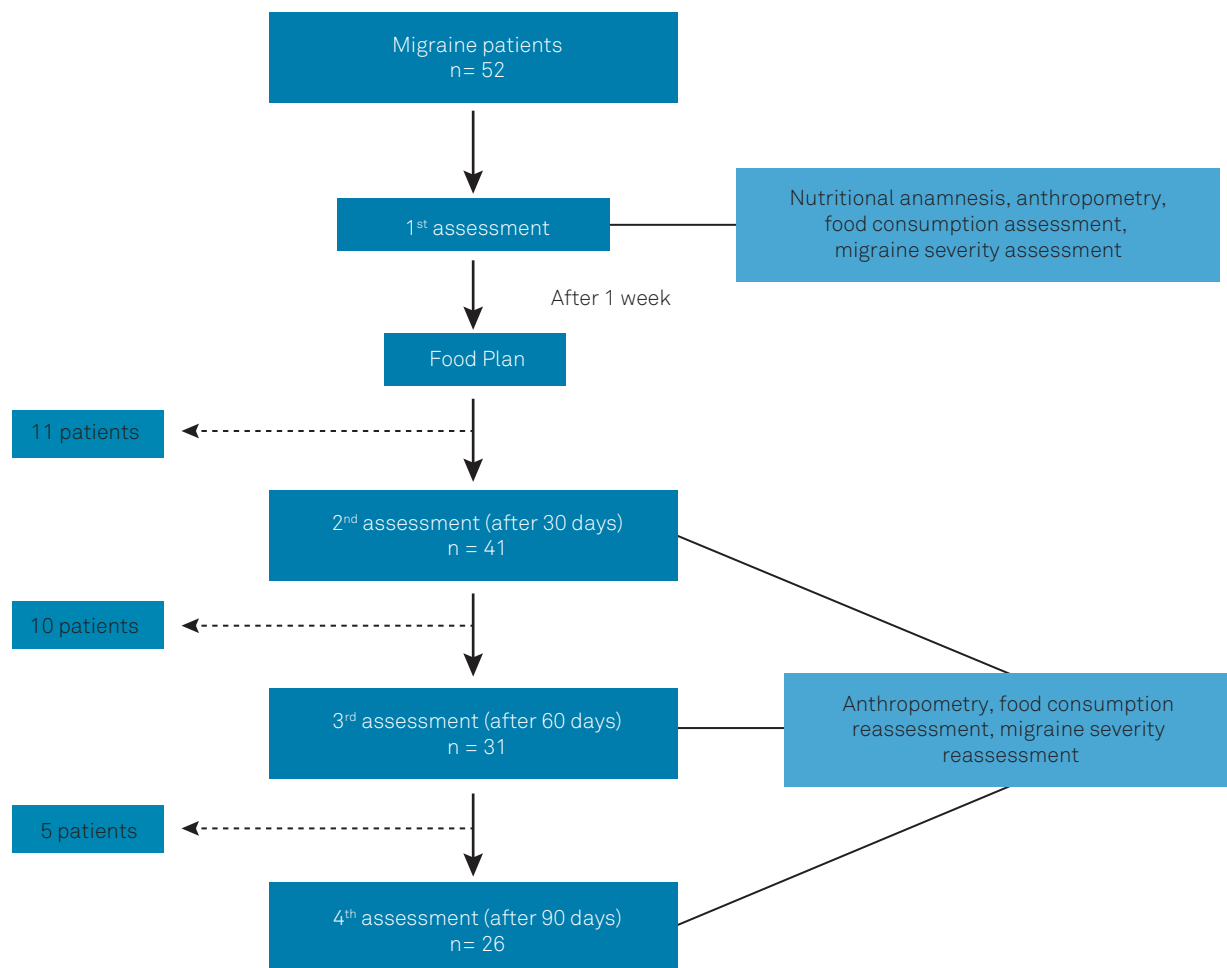 Migraine patients
n= 52
1st assessment
Nutritional anamnesis, anthropometry,
food consumption assessment,
migraine severity assessment
After 1 week
Food Plan
11 patients
2nd assessment (after 30 days)
n = 41
10 patients
3rd assessment (after 60 days)
n = 31
Anthropometry, food consumption
reassessment, migraine severity
reassessment
5 patients
4th assessment (after 90 days)
n= 26